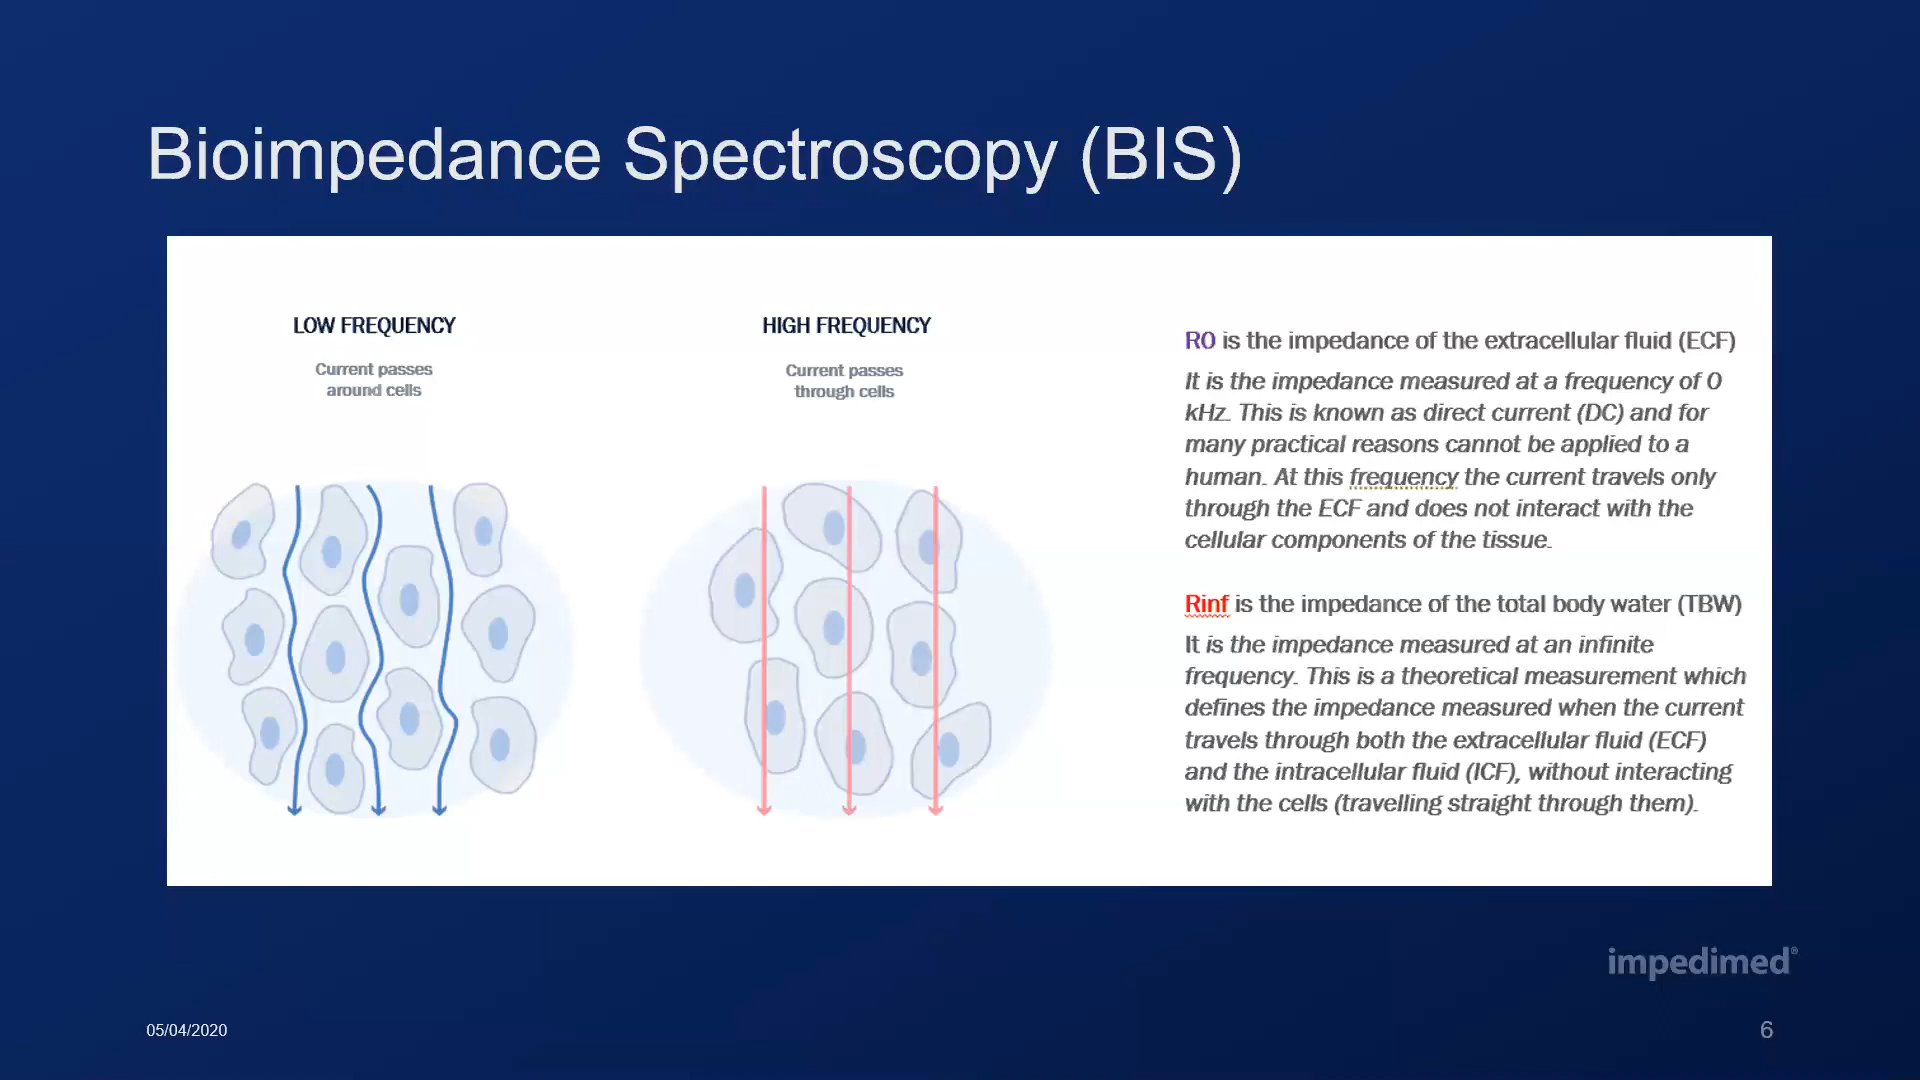 Bioimpedance Spectroscopy (BIS)
LOW FREQUENCY
Current passes
around cells
HIGH FREQUENCY
Current passes
through cells
R0 is the impedance of the extracellular fluid (ECF)
It is the impedance measured at a frequency of 0
kHz. This is known as direct current (DC) and for
many practical reasons cannot be applied to a
human. At this frequency the current travels only
through the ECF and does not interact with the
cellular components of the tissue.
Rinf is the impedance of the total body water (TBW)
It is the impedance measured at an infinite
frequency. This is a theoretical measurement which
defines the impedance measured when the current
travels through both the extracellular fluid (ECF)
and the intracellular fluid (ICF), without interacting
with the cells (travelling straight through them).
impedimed®
05/04/2020
6